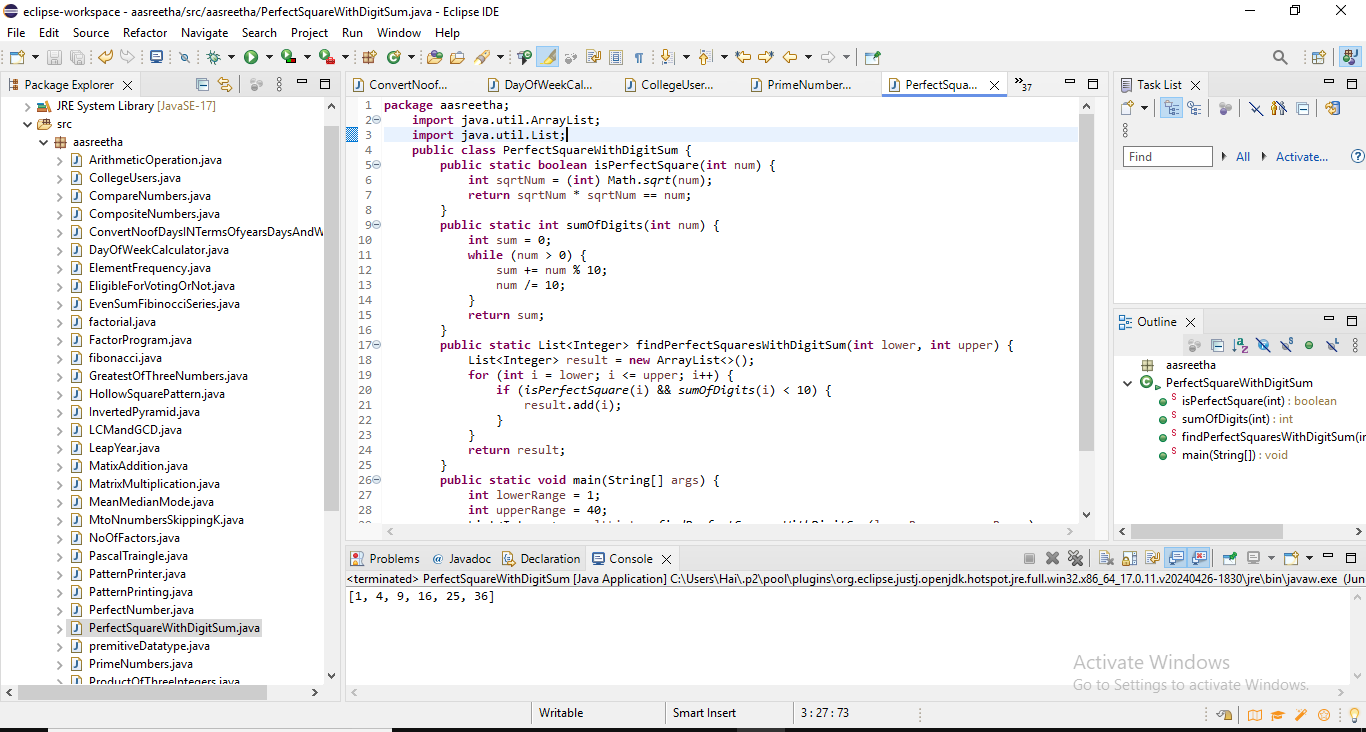 eclipse-workspace - aasreetha/src/aasreetha/PerfectSquareWithDigitSum.java - Eclipse IDE
File Edit Source Refactor Navigate Search Project Run Window Help
Package Explorer
JRE System Library [JavaSE-17]
src
aasreetha
ArithmeticOperation.java
CollegeUsers.java
CompareNumbers.java
CompositeNumbers.java
ConvertNoofDaysINTermsOfyearsDaysAndW
DayOfWeekCalculator.java
ElementFrequency.java
EligibleForVotingOrNot.java
EvenSumFibinocciSeries.java
factorial.java
FactorProgram.java
fibonacci.java
GreatestOfThreeNumbers.java
HollowSquarePattern.java
InvertedPyramid.java
LCMandGCD.java
LeapYear.java
MatixAddition.java
MatrixMultiplication.java
MeanMedianMode.java
MtoNnumbersSkippingK.java
NoOfFactors.java
PascalTraingle.java
PatternPrinter.java
PatternPrinting.java
PerfectNumber.java
PerfectSquareWithDigitSum.java
premitiveDatatype.java
PrimeNumbers.java
ProductOfThreeIntegers.java
ConvertNoof... DayOfWeekCal... CollegeUser... PrimeNumber... PerfectSqua... »37
1 package aasreetha;
2 import java.util.ArrayList;
3 import java.util.List;
4 public class PerfectSquareWithDigitSum {
5 public static boolean isPerfectSquare(int num) {
6 int sqrtNum = (int) Math.sqrt(num);
7 return sqrtNum * sqrtNum == num;
8 }
9 public static int sumOfDigits(int num) {
10 int sum = 0;
11 while (num > 0) {
12 sum += num % 10;
13 num /= 10;
14 }
15 return sum;
16 }
17 public static List<Integer> findPerfectSquaresWithDigitSum(int lower, int upper) {
18 List<Integer> result = new ArrayList<>();
19 for (int i = lower; i <= upper; i++) {
20 if (isPerfectSquare(i) && sumOfDigits(i) < 10) {
21 result.add(i);
22 }
23 }
24 return result;
25 }
26 public static void main(String[] args) {
27 int lowerRange = 1;
28 int upperRange = 40;
Task List
Find All Activate...
Outline
aasreetha
PerfectSquareWithDigitSum
isPerfectSquare(int) : boolean
sumOfDigits(int) : int
findPerfectSquaresWithDigitSum(ir
main(String[]) : void
Problems @ Javadoc Declaration Console
<terminated> PerfectSquareWithDigitSum [Java Application] C:\Users\Hai\.p2\pool\plugins\org.eclipse.justj.openjdk.hotspot.jre.full.win32.x86_64_17.0.11.v20240426-1830\jre\bin\javaw.exe (Jun
[1, 4, 9, 16, 25, 36]
Activate Windows
Go to Settings to activate Windows.
Writable Smart Insert 3 : 27 : 73